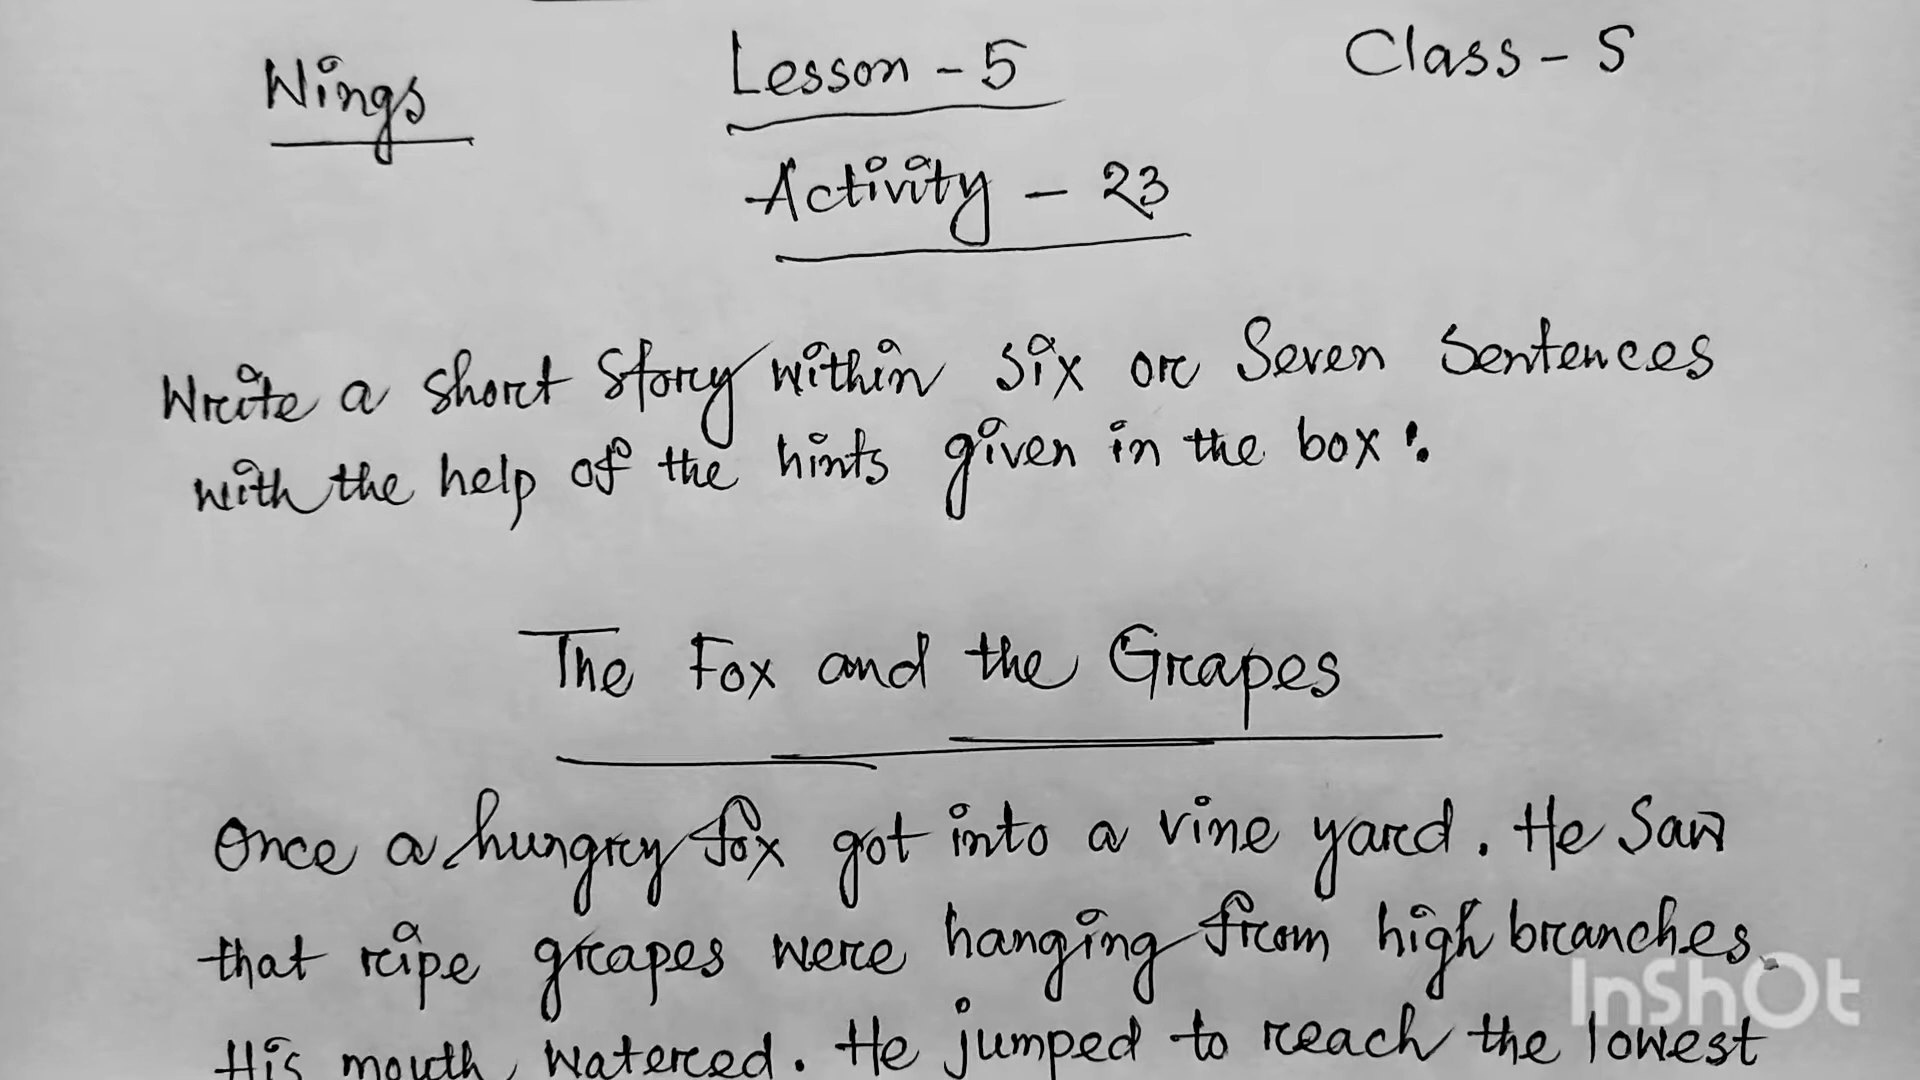 Wings
Lesson - 5
Class - 5
Activity - 23
Write a short story within six or seven sentences
with the help of the hints given in the box :
The Fox and the Grapes
Once a hungry fox got into a vine yard. He saw
that ripe grapes were hanging from high branches.
His mouth watered. He jumped to reach the lowest
InShOt